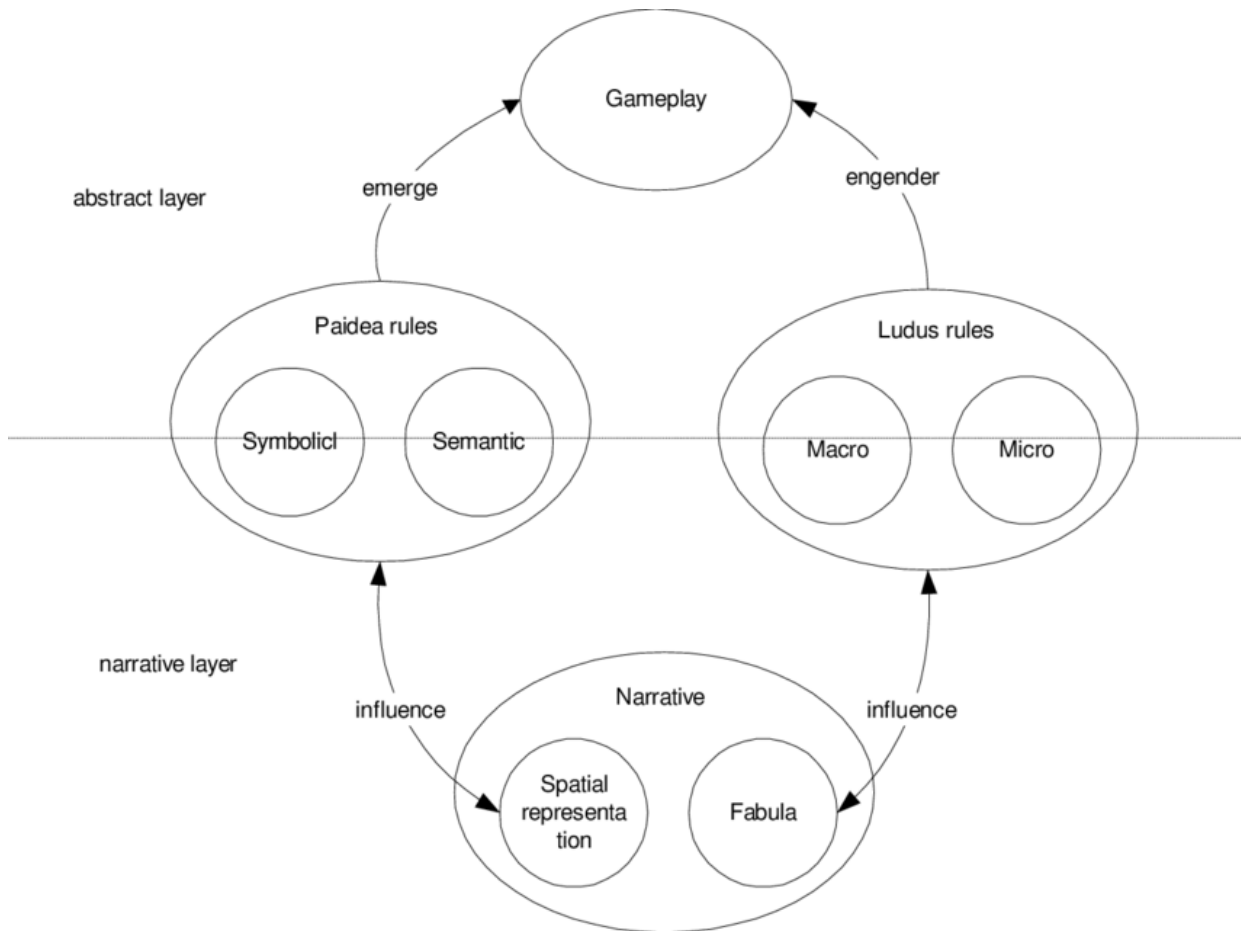 Gameplay
emerge
engender
abstract layer
Paidea rules
Ludus rules
Symbolicl
Semantic
Macro
Micro
narrative layer
Narrative
influence
influence
Spatial
representa
tion
Fabula